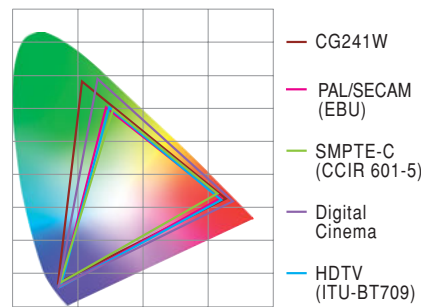 CG241W
PAL/SECAM
(EBU)
SMPTE-C
(CCIR 601-5)
Digital
Cinema
HDTV
(ITU-BT709)